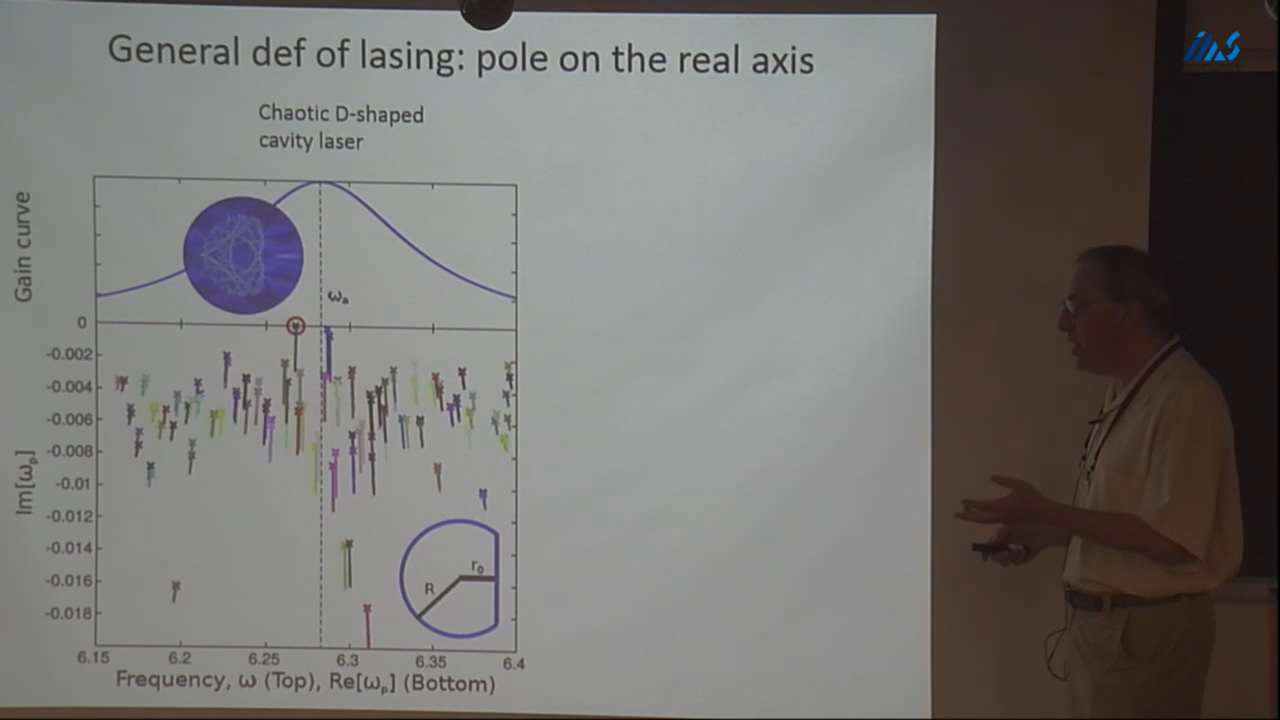 General def of lasing: pole on the real axis
Chaotic D-shaped
cavity laser
Gain curve
ωₐ
0
-0.002
-0.004
-0.006
-0.008
-0.01
-0.012
-0.014
-0.016
-0.018
Im[ωₚ]
R
r₀
6.15
6.2
6.25
6.3
6.35
6.4
Frequency, ω (Top), Re[ωₚ] (Bottom)